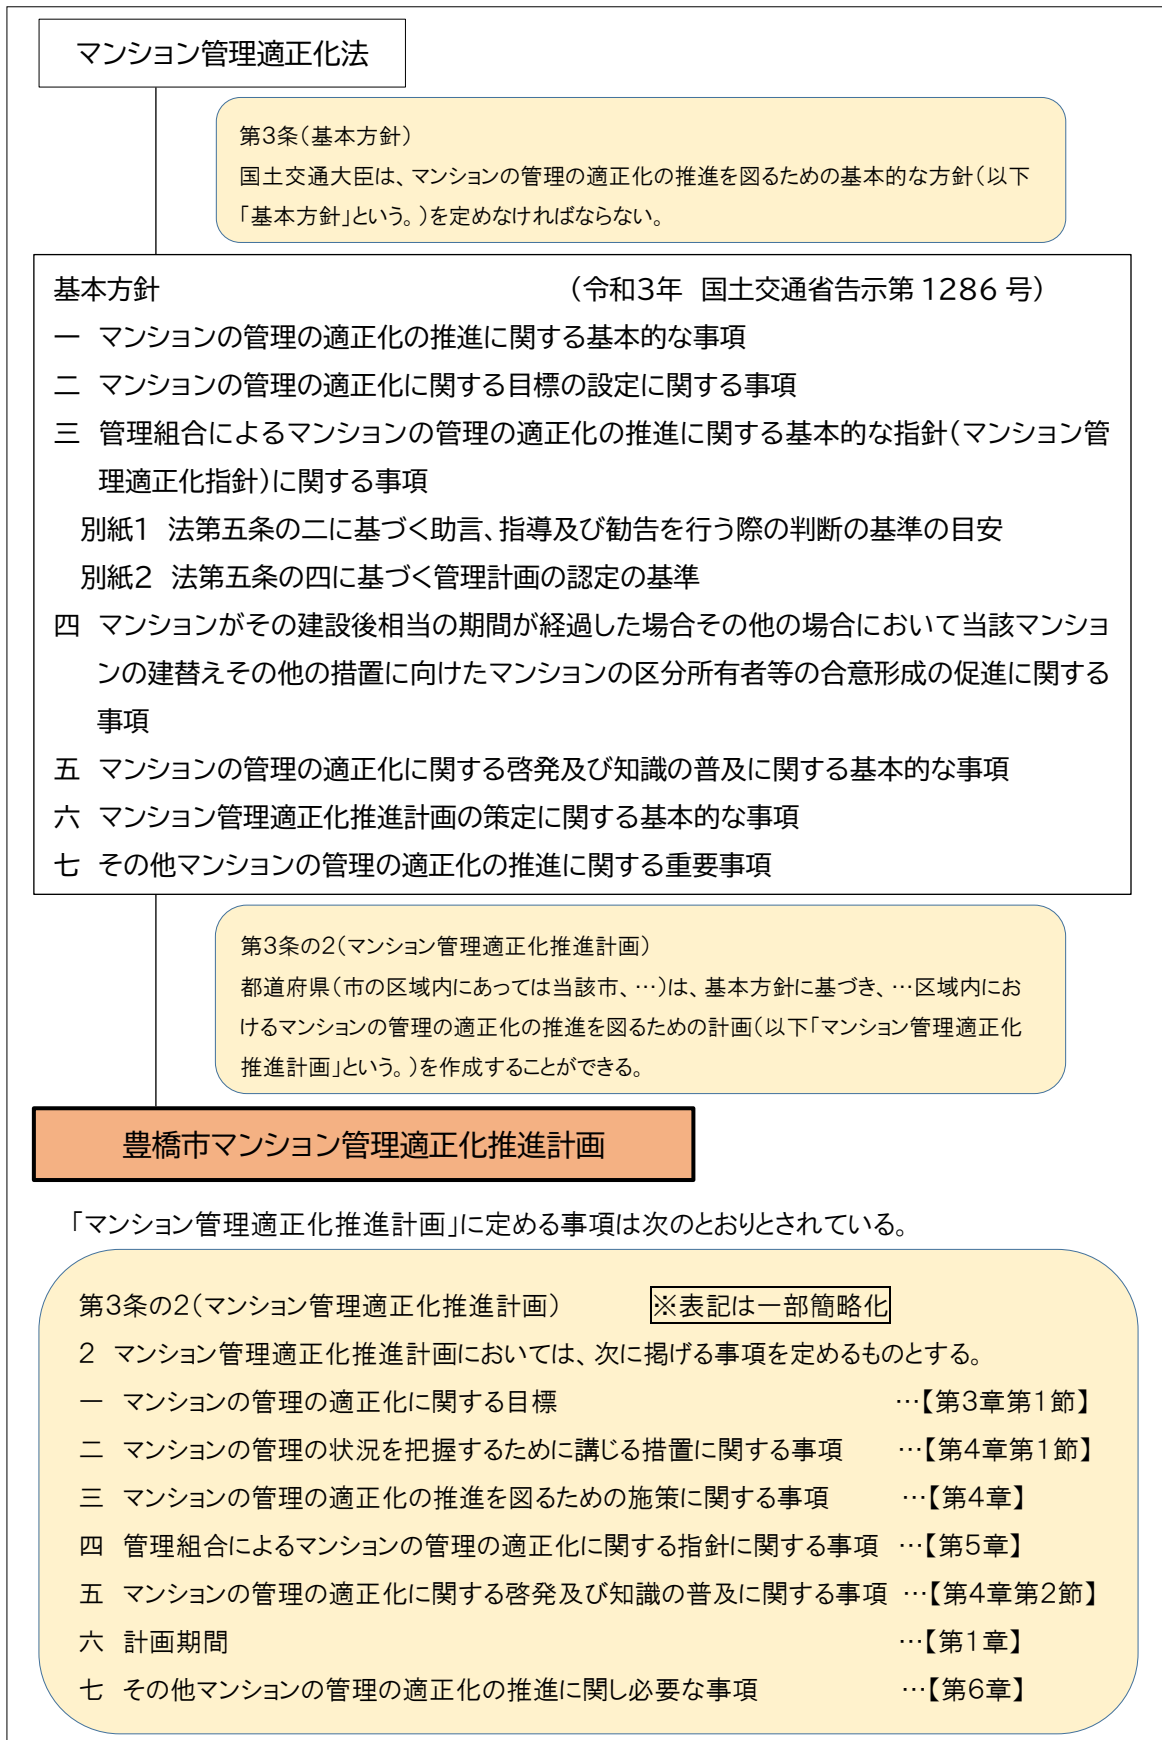 マンション管理適正化法
第3条(基本方針)
国土交通大臣は、マンションの管理の適正化の推進を図るための基本的な方針(以下
「基本方針」という。)を定めなければならない。
基本方針　(令和3年　国土交通省告示第 1286 号)
一　マンションの管理の適正化の推進に関する基本的な事項
二　マンションの管理の適正化に関する目標の設定に関する事項
三　管理組合によるマンションの管理の適正化の推進に関する基本的な指針(マンション管
理適正化指針)に関する事項
別紙1　法第五条の二に基づく助言、指導及び勧告を行う際の判断の基準の目安
別紙2　法第五条の四に基づく管理計画の認定の基準
四　マンションがその建設後相当の期間が経過した場合その他の場合において当該マンショ
ンの建替えその他の措置に向けたマンションの区分所有者等の合意形成の促進に関する
事項
五　マンションの管理の適正化に関する啓発及び知識の普及に関する基本的な事項
六　マンション管理適正化推進計画の策定に関する基本的な事項
七　その他マンションの管理の適正化の推進に関する重要事項
第3条の2(マンション管理適正化推進計画)
都道府県(市の区域内にあっては当該市、…)は、基本方針に基づき、…区域内にお
けるマンションの管理の適正化の推進を図るための計画(以下「マンション管理適正化
推進計画」という。)を作成することができる。
豊橋市マンション管理適正化推進計画
「マンション管理適正化推進計画」に定める事項は次のとおりとされている。
第3条の2(マンション管理適正化推進計画)　※表記は一部簡略化
2　マンション管理適正化推進計画においては、次に掲げる事項を定めるものとする。
一　マンションの管理の適正化に関する目標　…【第3章第1節】
二　マンションの管理の状況を把握するために講じる措置に関する事項　…【第4章第1節】
三　マンションの管理の適正化の推進を図るための施策に関する事項　…【第4章】
四　管理組合によるマンションの管理の適正化に関する指針に関する事項　…【第5章】
五　マンションの管理の適正化に関する啓発及び知識の普及に関する事項　…【第4章第2節】
六　計画期間　…【第1章】
七　その他マンションの管理の適正化の推進に関し必要な事項　…【第6章】